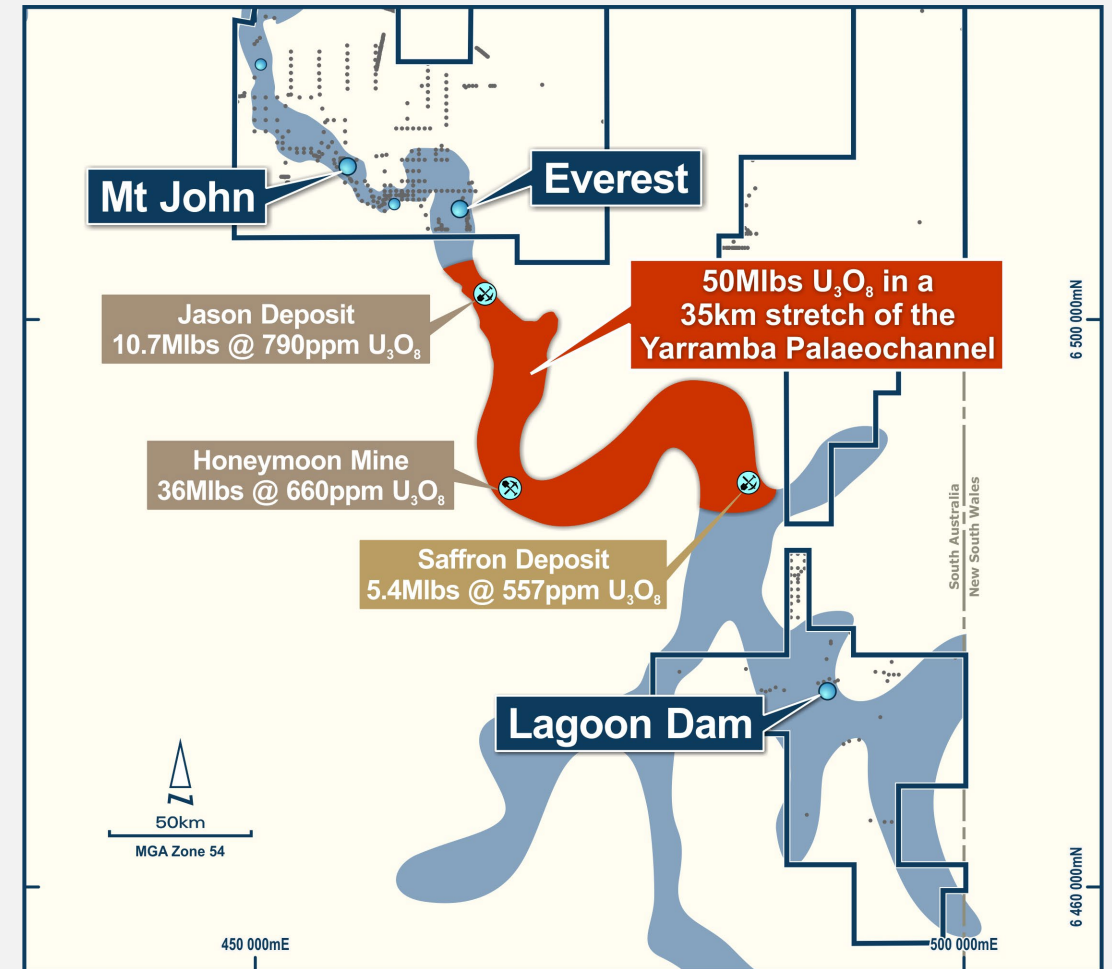 Mt John
Everest
50Mlbs U₃O₈ in a
35km stretch of the
Yarramba Palaeochannel
Jason Deposit
10.7Mlbs @ 790ppm U₃O₈
6 500 000mN
Honeymoon Mine
36Mlbs @ 660ppm U₃O₈
Saffron Deposit
5.4Mlbs @ 557ppm U₃O₈
South Australia
New South Wales
Lagoon Dam
N
50km
MGA Zone 54
6 460 000mN
450 000mE
500 000mE